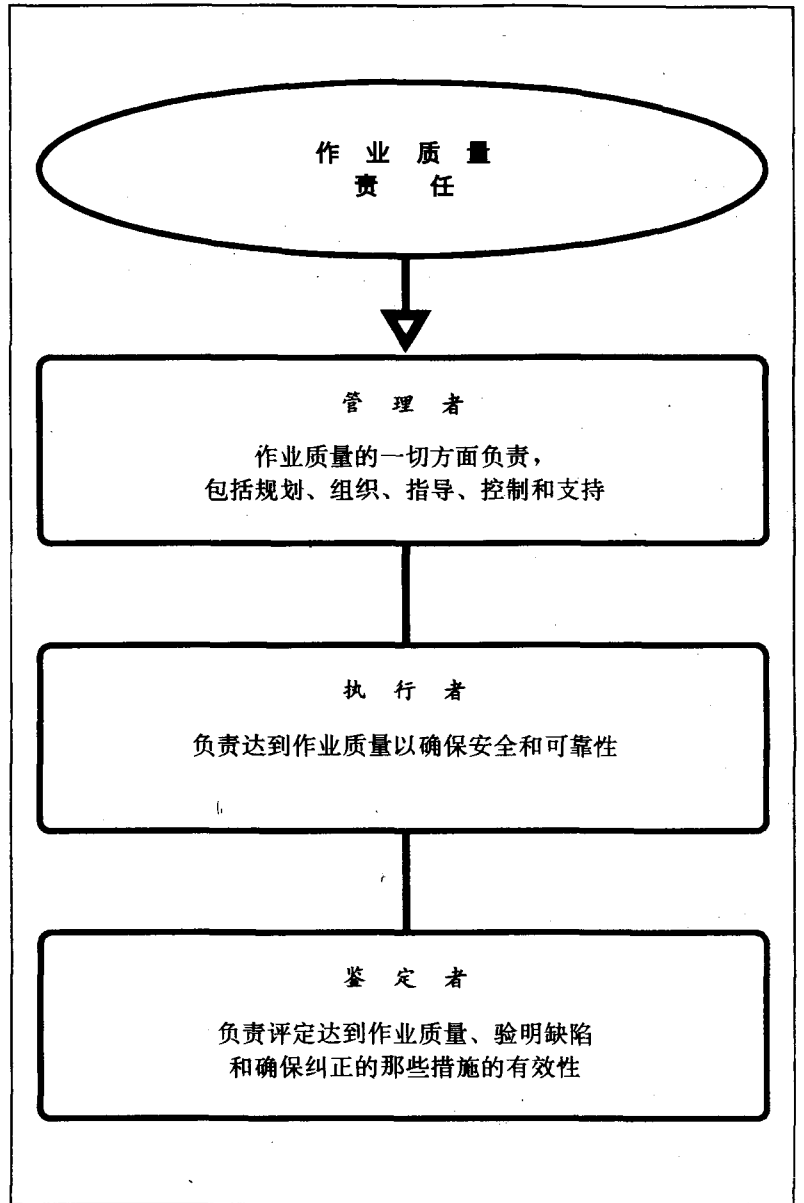 作业质量
责任
管理者
作业质量的一切方面负责，
包括规划、组织、指导、控制和支持
执行者
负责达到作业质量以确保安全和可靠性
鉴定者
负责评定达到作业质量、验明缺陷
和确保纠正的那些措施的有效性